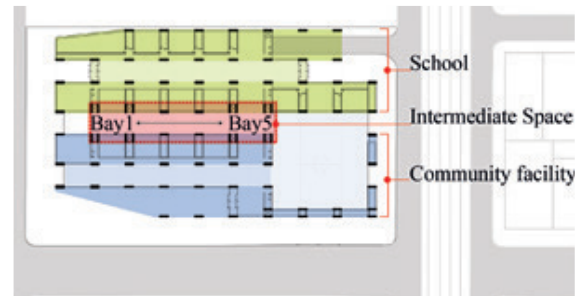 School
Intermediate Space
Bay1
Bay5
Community facility